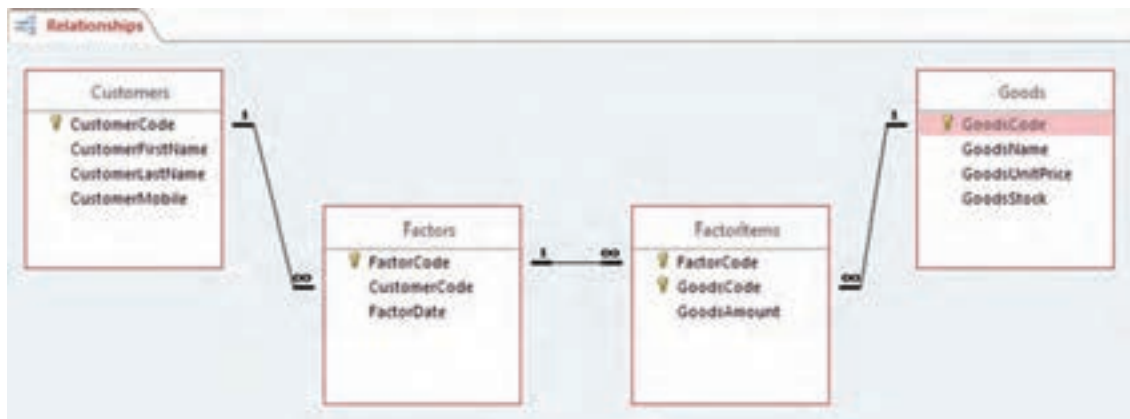 Relationships
Customers
CustomerCode
CustomerFirstName
CustomerLastName
CustomerMobile
1
∞
Factors
FactorCode
CustomerCode
FactorDate
1
∞
FactorItems
FactorCode
GoodsCode
GoodsAmount
∞
1
Goods
GoodsCode
GoodsName
GoodsUnitPrice
GoodsStock